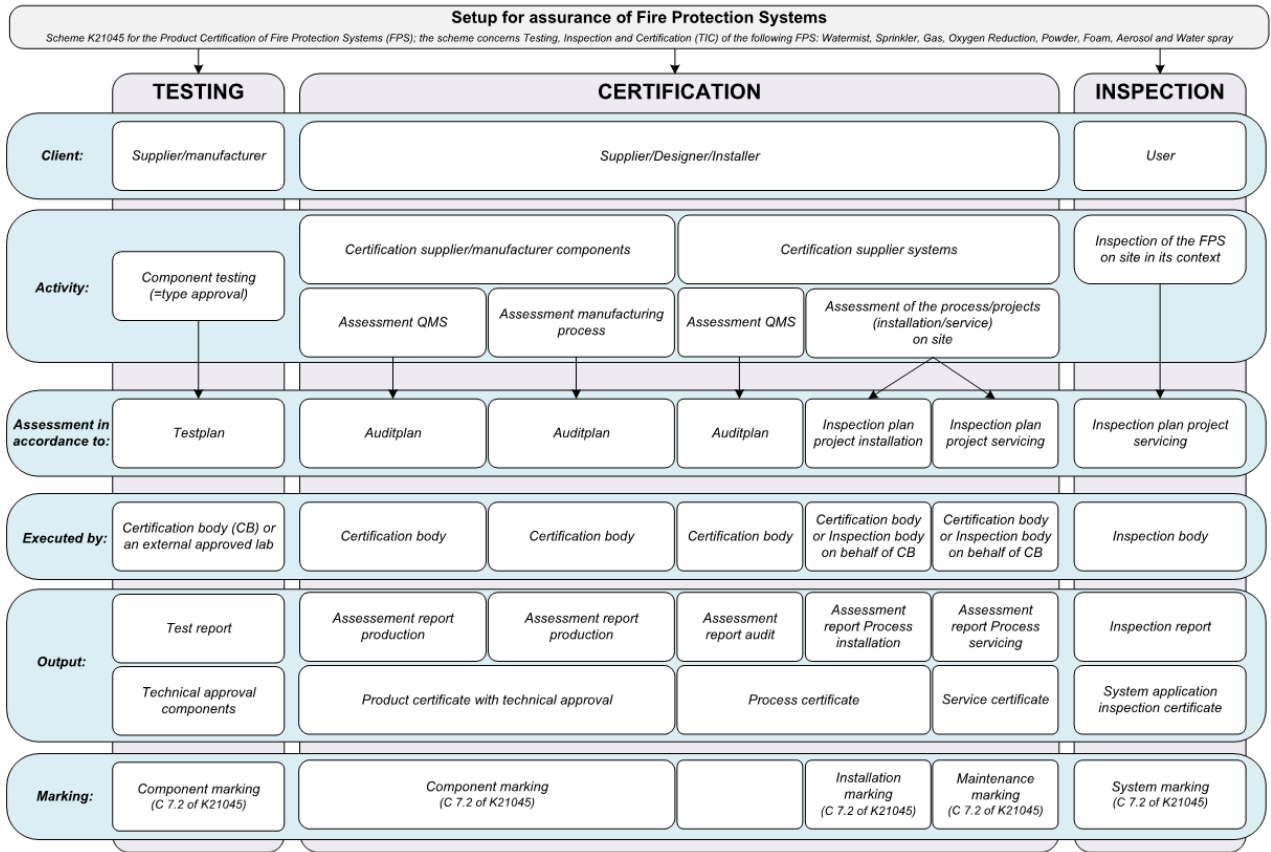 Setup for assurance of Fire Protection Systems
Scheme K21045 for the Product Certification of Fire Protection Systems (FPS); the scheme concerns Testing, Inspection and Certification (TIC) of the following FPS: Watermist, Sprinkler, Gas, Oxygen Reduction, Powder, Foam, Aerosol and Water spray
TESTING
CERTIFICATION
INSPECTION
Client:
Supplier/manufacturer
Supplier/Designer/Installer
User
Activity:
Component testing
(=type approval)
Certification supplier/manufacturer components
Certification supplier systems
Inspection of the FPS
on site in its context
Assessment QMS
Assessment manufacturing
process
Assessment QMS
Assessment of the process/projects
(installation/service)
on site
Assessment in
accordance to:
Testplan
Auditplan
Auditplan
Auditplan
Inspection plan
project installation
Inspection plan
project servicing
Inspection plan project
servicing
Executed by:
Certification body (CB) or
an external approved lab
Certification body
Certification body
Certification body
Certification body
or Inspection body
on behalf of CB
Certification body
or Inspection body
on behalf of CB
Inspection body
Output:
Test report
Assessement report
production
Assessment report
production
Assessment
report audit
Assessment
report Process
installation
Assessment
report Process
servicing
Inspection report
Technical approval
components
Product certificate with technical approval
Process certificate
Service certificate
System application
inspection certificate
Marking:
Component marking
(C 7.2 of K21045)
Component marking
(C 7.2 of K21045)
Installation
marking
(C 7.2 of K21045)
Maintenance
marking
(C 7.2 of K21045)
System marking
(C 7.2 of K21045)